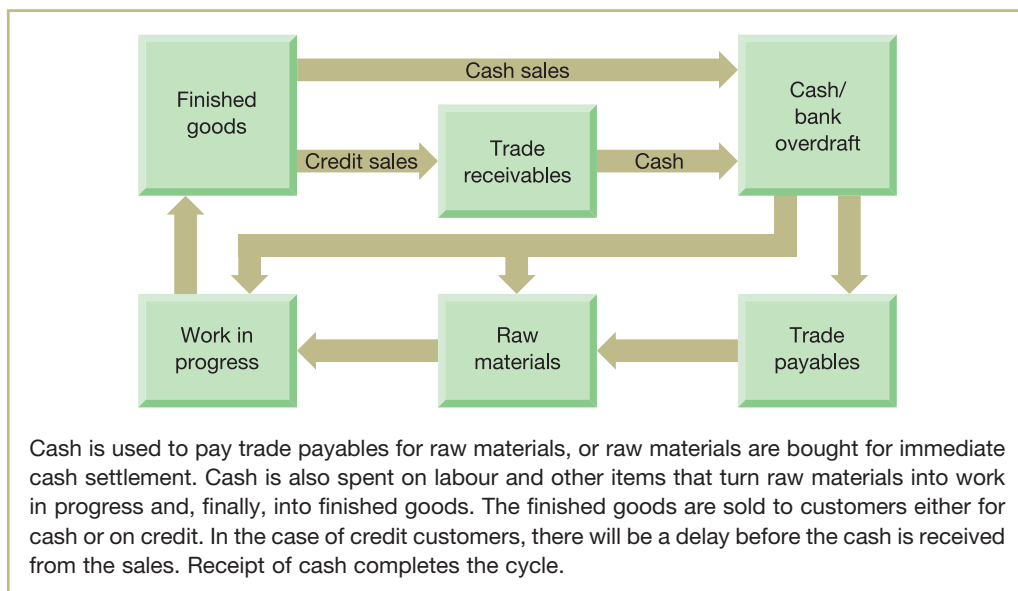 Cash sales
Finished
goods
Cash/
bank
overdraft
Credit sales
Trade
receivables
Cash
Work in
progress
Raw
materials
Trade
payables
Cash is used to pay trade payables for raw materials, or raw materials are bought for immediate
cash settlement. Cash is also spent on labour and other items that turn raw materials into work
in progress and, finally, into finished goods. The finished goods are sold to customers either for
cash or on credit. In the case of credit customers, there will be a delay before the cash is received
from the sales. Receipt of cash completes the cycle.